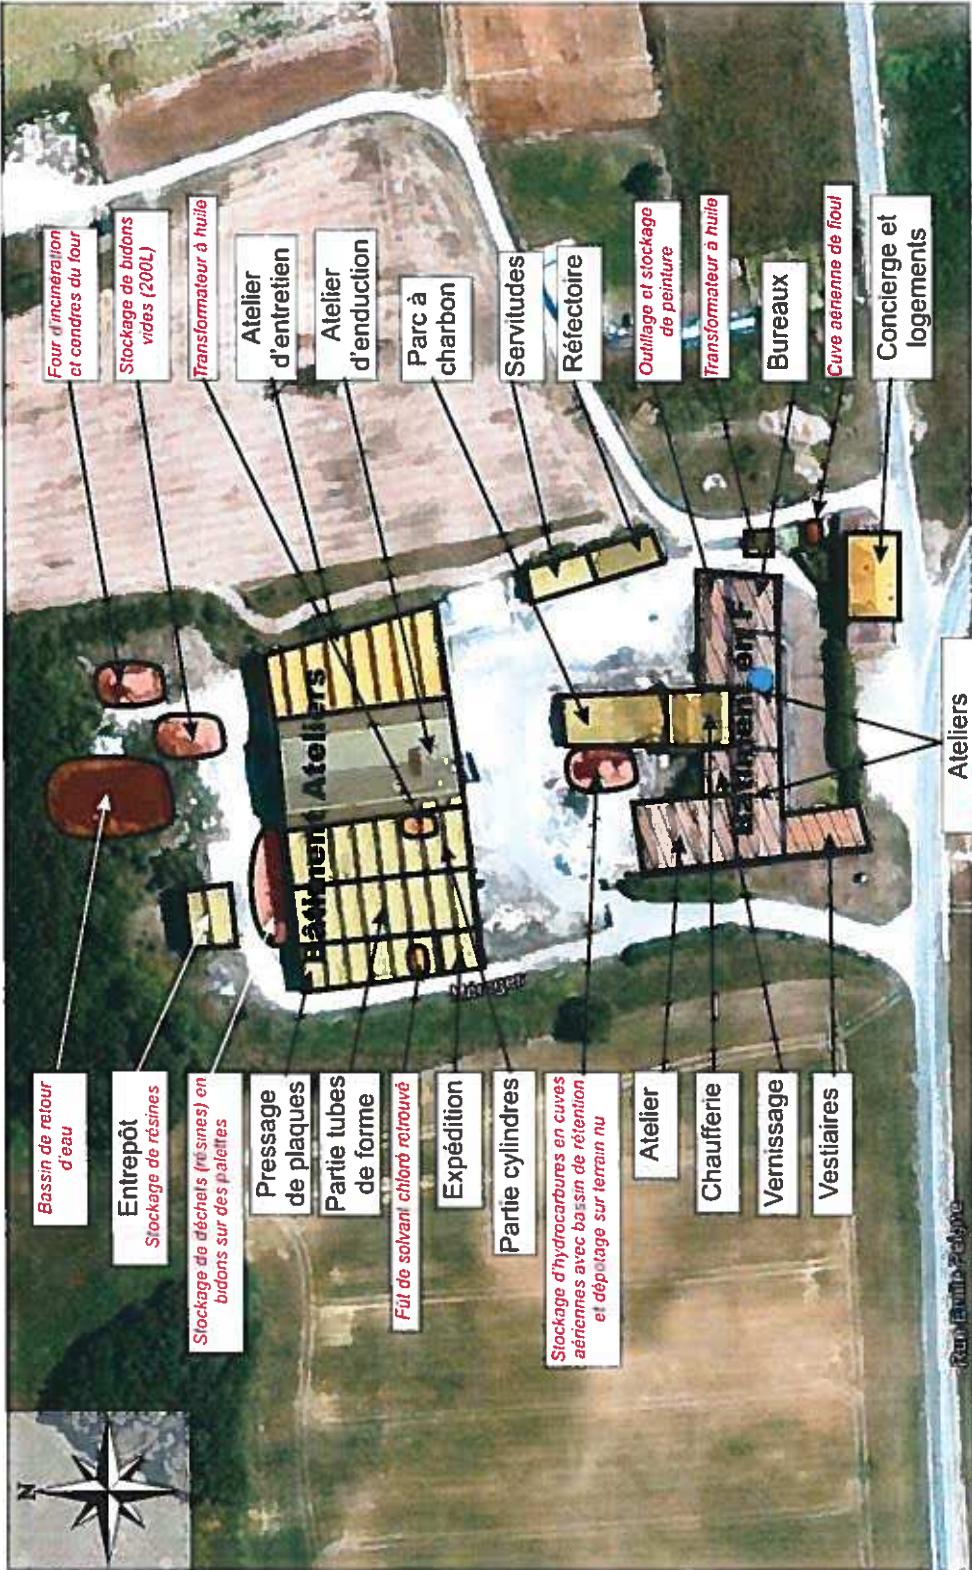 Four d'incinération
et cendres du four
Stockage de bidons
vides (200L)
Transformateur à huile
Atelier
d'entretien
Atelier
d'enduction
Parc à
charbon
Servitudes
Réfectoire
Outillage et stockage
de peinture
Transformateur à huile
Bureaux
Cuve aérienne de fioul
Concierge et
logements
Bâtiment Ateliers
Bâtiment en F
Ateliers
Bassin de retour
d'eau
Entrepôt
Stockage de résines
Stockage de déchets (résines) en
bidons sur des palettes
Pressage
de plaques
Partie tubes
de forme
Fût de solvant chloré retrouvé
Expédition
Partie cylindres
Stockage d'hydrocarbures en cuves
aériennes avec bassin de rétention
et dépotage sur terrain nu
Atelier
Chaufferie
Vernissage
Vestiaires
N